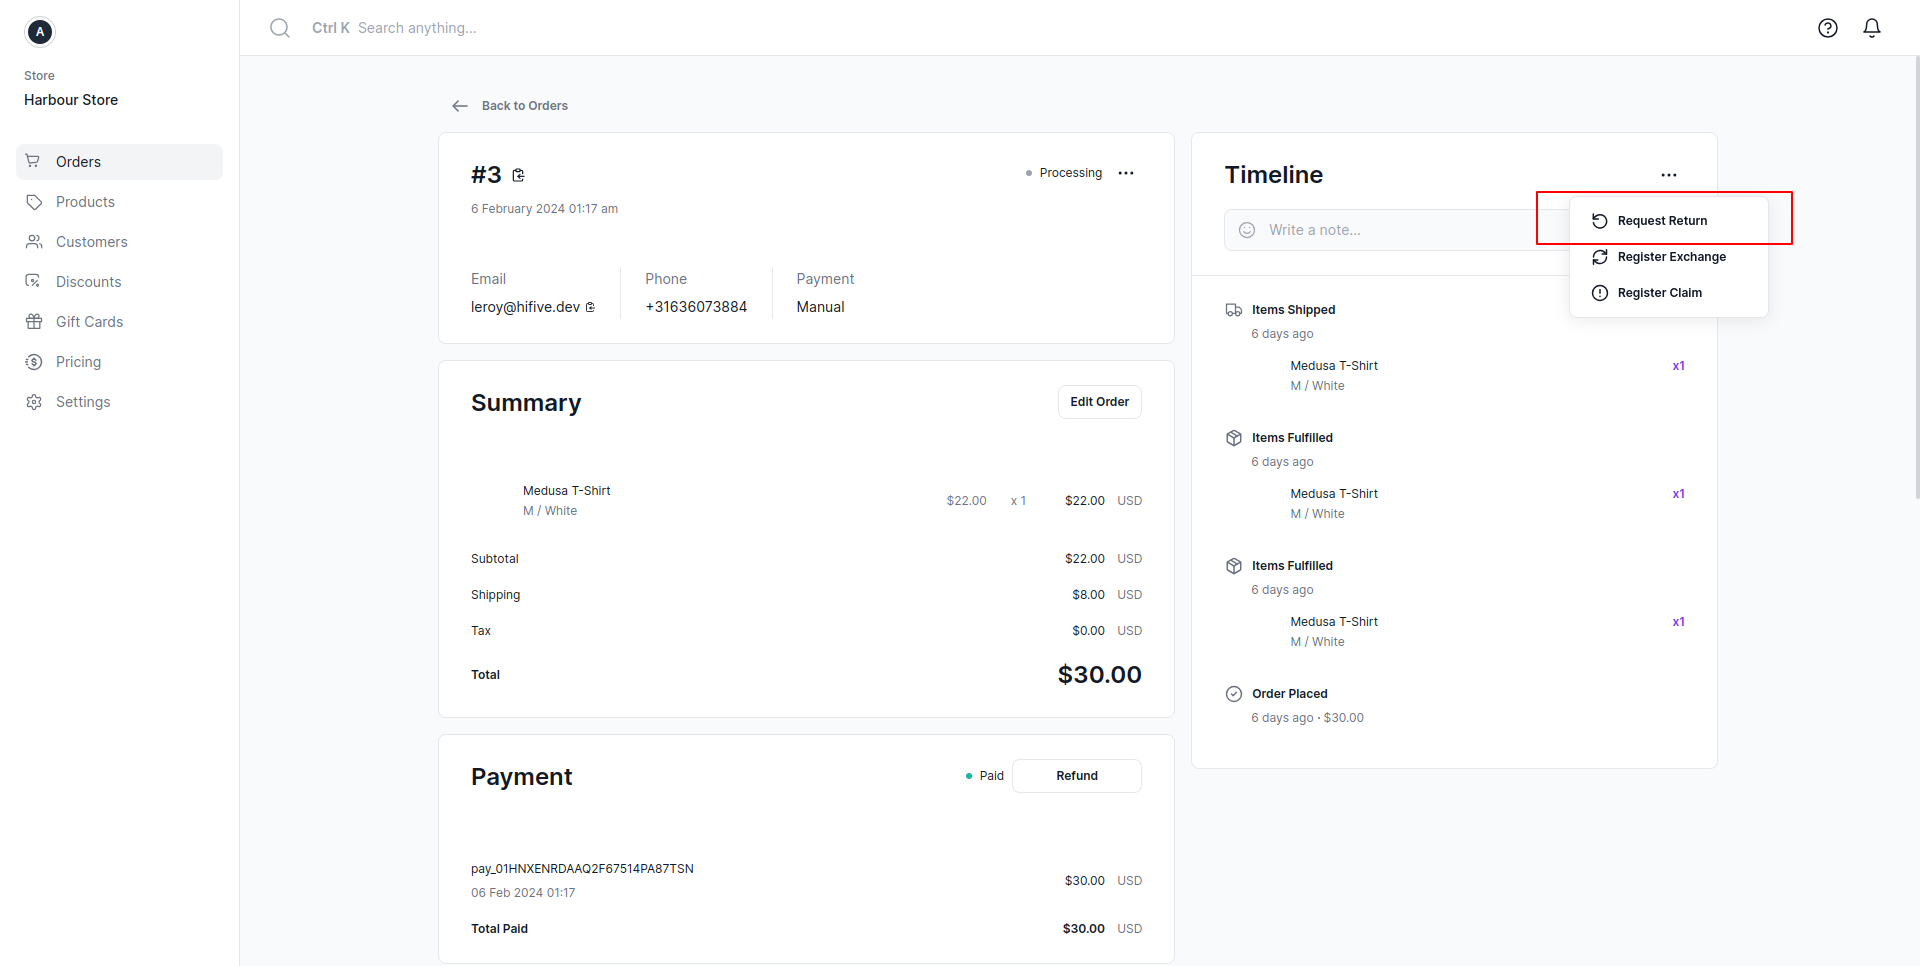 A
Store
Harbour Store
Orders
Products
Customers
Discounts
Gift Cards
Pricing
Settings
Ctrl K Search anything...
Back to Orders
#3
Processing
6 February 2024 01:17 am
Email
leroy@hifive.dev
Phone
+31636073884
Payment
Manual
Summary
Edit Order
Medusa T-Shirt
M / White
$22.00 x 1 $22.00 USD
Subtotal $22.00 USD
Shipping $8.00 USD
Tax $0.00 USD
Total $30.00
Payment
Paid
Refund
pay_01HNXENRDAAQ2F67514PA87TSN
06 Feb 2024 01:17
$30.00 USD
Total Paid $30.00 USD
Timeline
Write a note...
Request Return
Register Exchange
Register Claim
Items Shipped
6 days ago
Medusa T-Shirt x1
M / White
Items Fulfilled
6 days ago
Medusa T-Shirt x1
M / White
Items Fulfilled
6 days ago
Medusa T-Shirt x1
M / White
Order Placed
6 days ago · $30.00